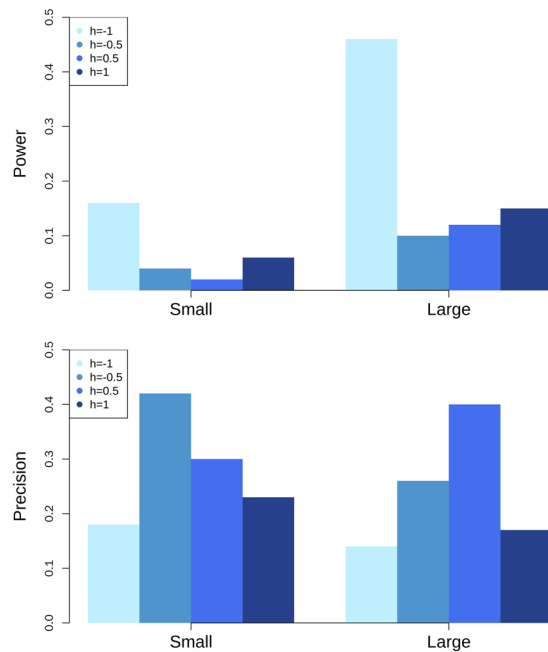 0.5
h=-1
h=-0.5
h=0.5
h=1
0.4
0.3
0.2
0.1
0.0
Power
Small Large
0.5
h=-1
h=-0.5
h=0.5
h=1
0.4
0.3
0.2
0.1
0.0
Precision
Small Large